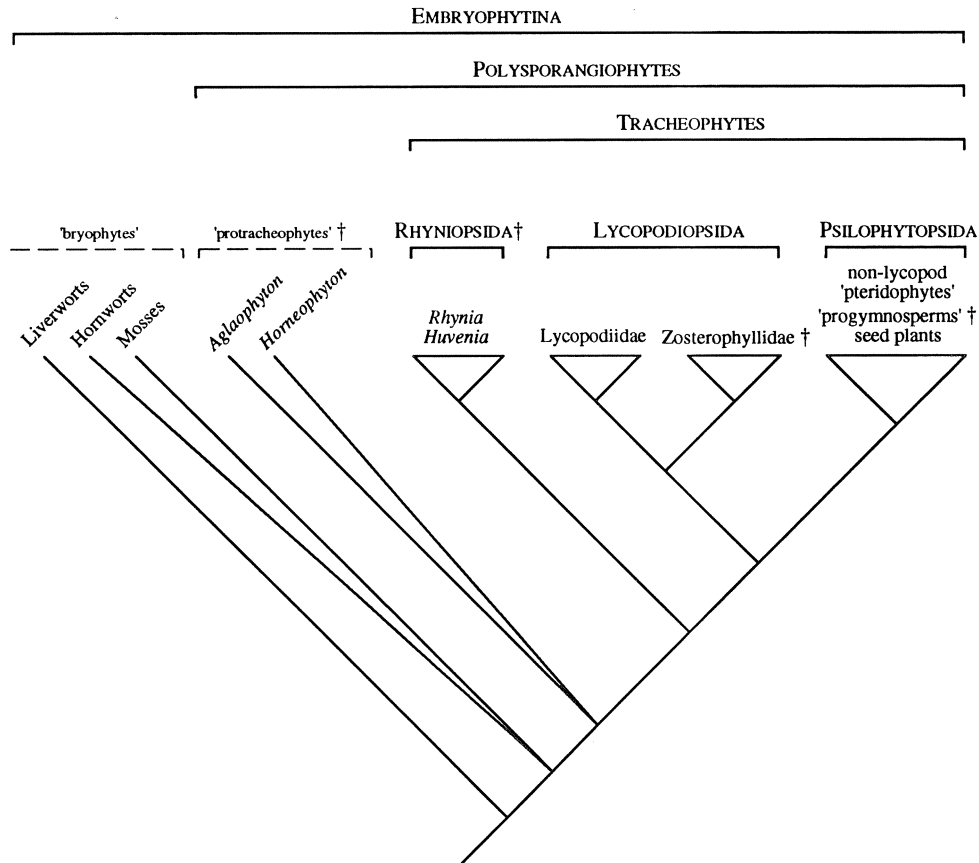 EMBRYOPHYTINA
POLYSPORANGIOPHYTES
TRACHEOPHYTES
'bryophytes'
'protracheophytes' †
RHYNIOPSIDA†
LYCOPODIOPSIDA
PSILOPHYTOPSIDA
Liverworts
Hornworts
Mosses
Aglaophyton
Horneophyton
Rhynia
Huvenia
Lycopodiidae
Zosterophyllidae †
non-lycopod
'pteridophytes'
'progymnosperms' †
seed plants